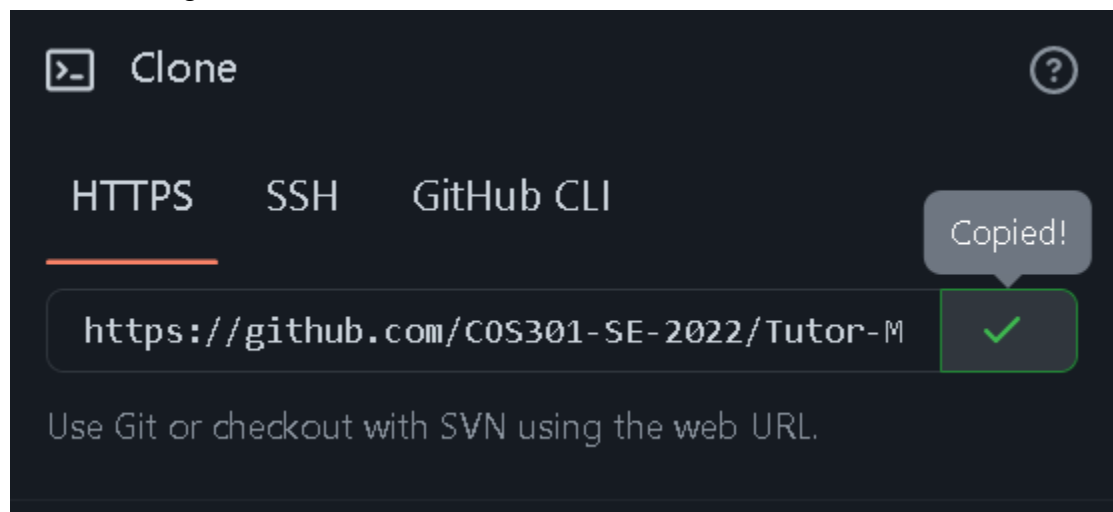 Clone
HTTPS SSH GitHub CLI
Copied!
https://github.com/COS301-SE-2022/Tutor-M
Use Git or checkout with SVN using the web URL.